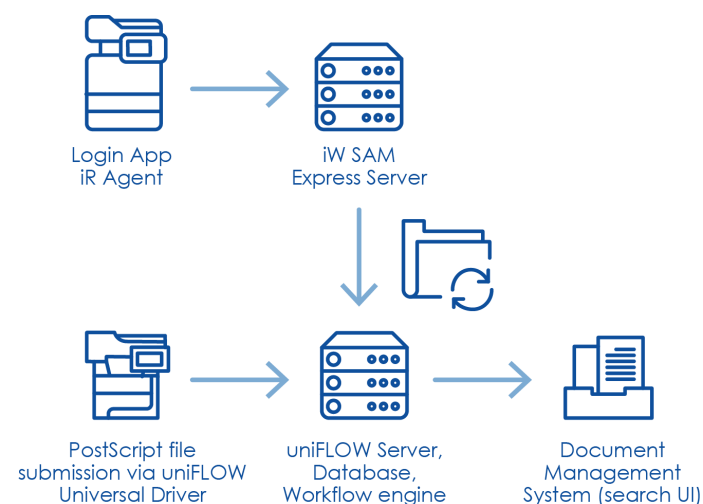 Login App
iR Agent
iW SAM
Express Server
PostScript file
submission via uniFLOW
Universal Driver
uniFLOW Server,
Database,
Workflow engine
Document
Management
System (search UI)